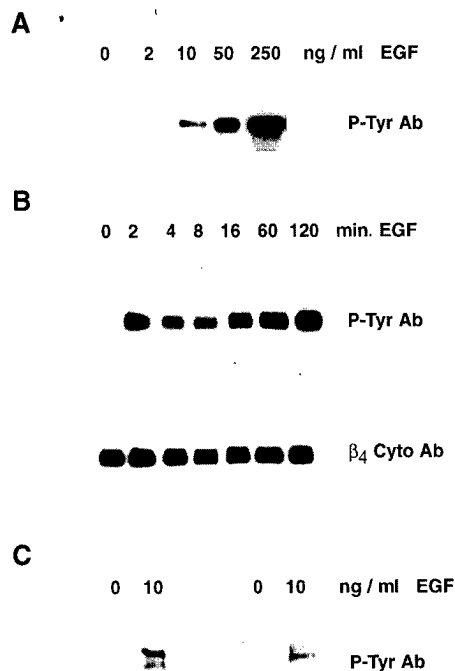 A
0 2 10 50 250 ng / ml EGF
P-Tyr Ab
B
0 2 4 8 16 60 120 min. EGF
P-Tyr Ab
β4 Cyto Ab
C
0 10 0 10 ng / ml EGF
P-Tyr Ab